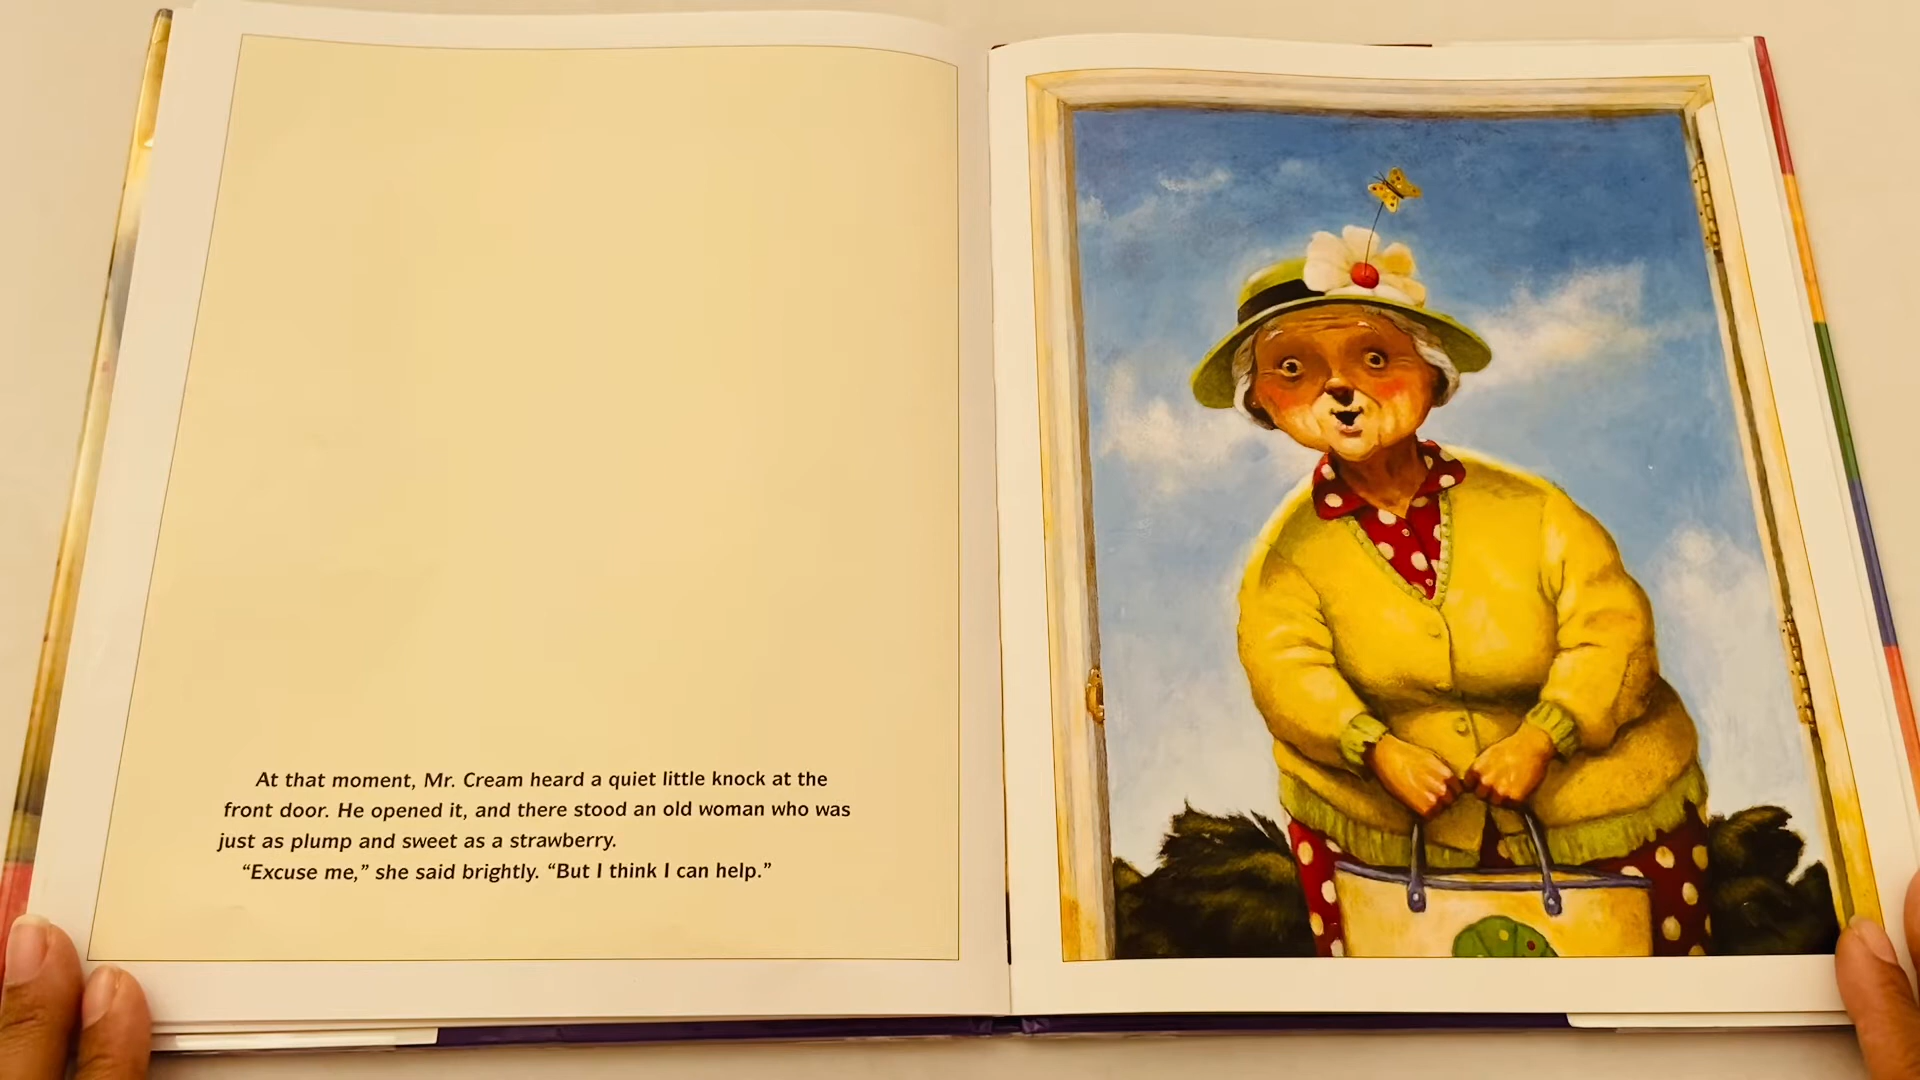 At that moment, Mr. Cream heard a quiet little knock at the
front door. He opened it, and there stood an old woman who was
just as plump and sweet as a strawberry.
“Excuse me,” she said brightly. “But I think I can help.”